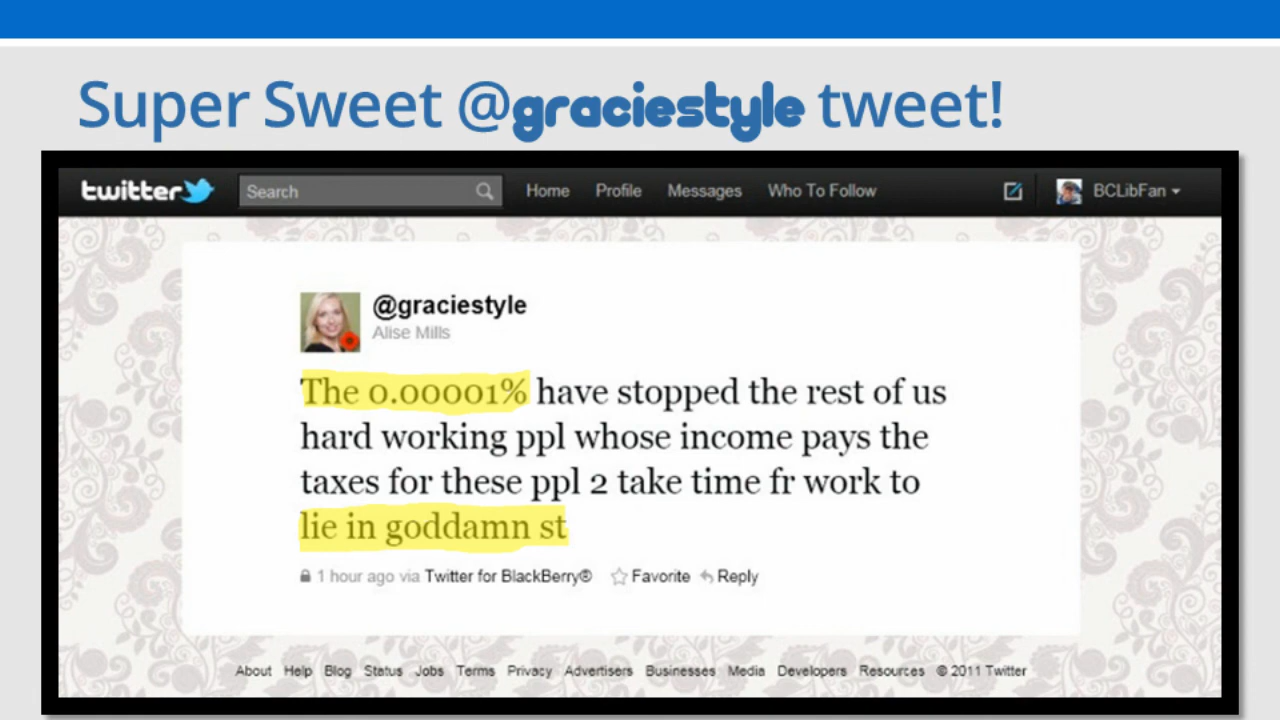 Super Sweet @graciestyle tweet!
twitter Search Home Profile Messages Who To Follow BCLibFan
@graciestyle
Alise Mills
The 0.00001% have stopped the rest of us
hard working ppl whose income pays the
taxes for these ppl 2 take time fr work to
lie in goddamn st
1 hour ago via Twitter for BlackBerry® Favorite Reply
About Help Blog Status Jobs Terms Privacy Advertisers Businesses Media Developers Resources © 2011 Twitter